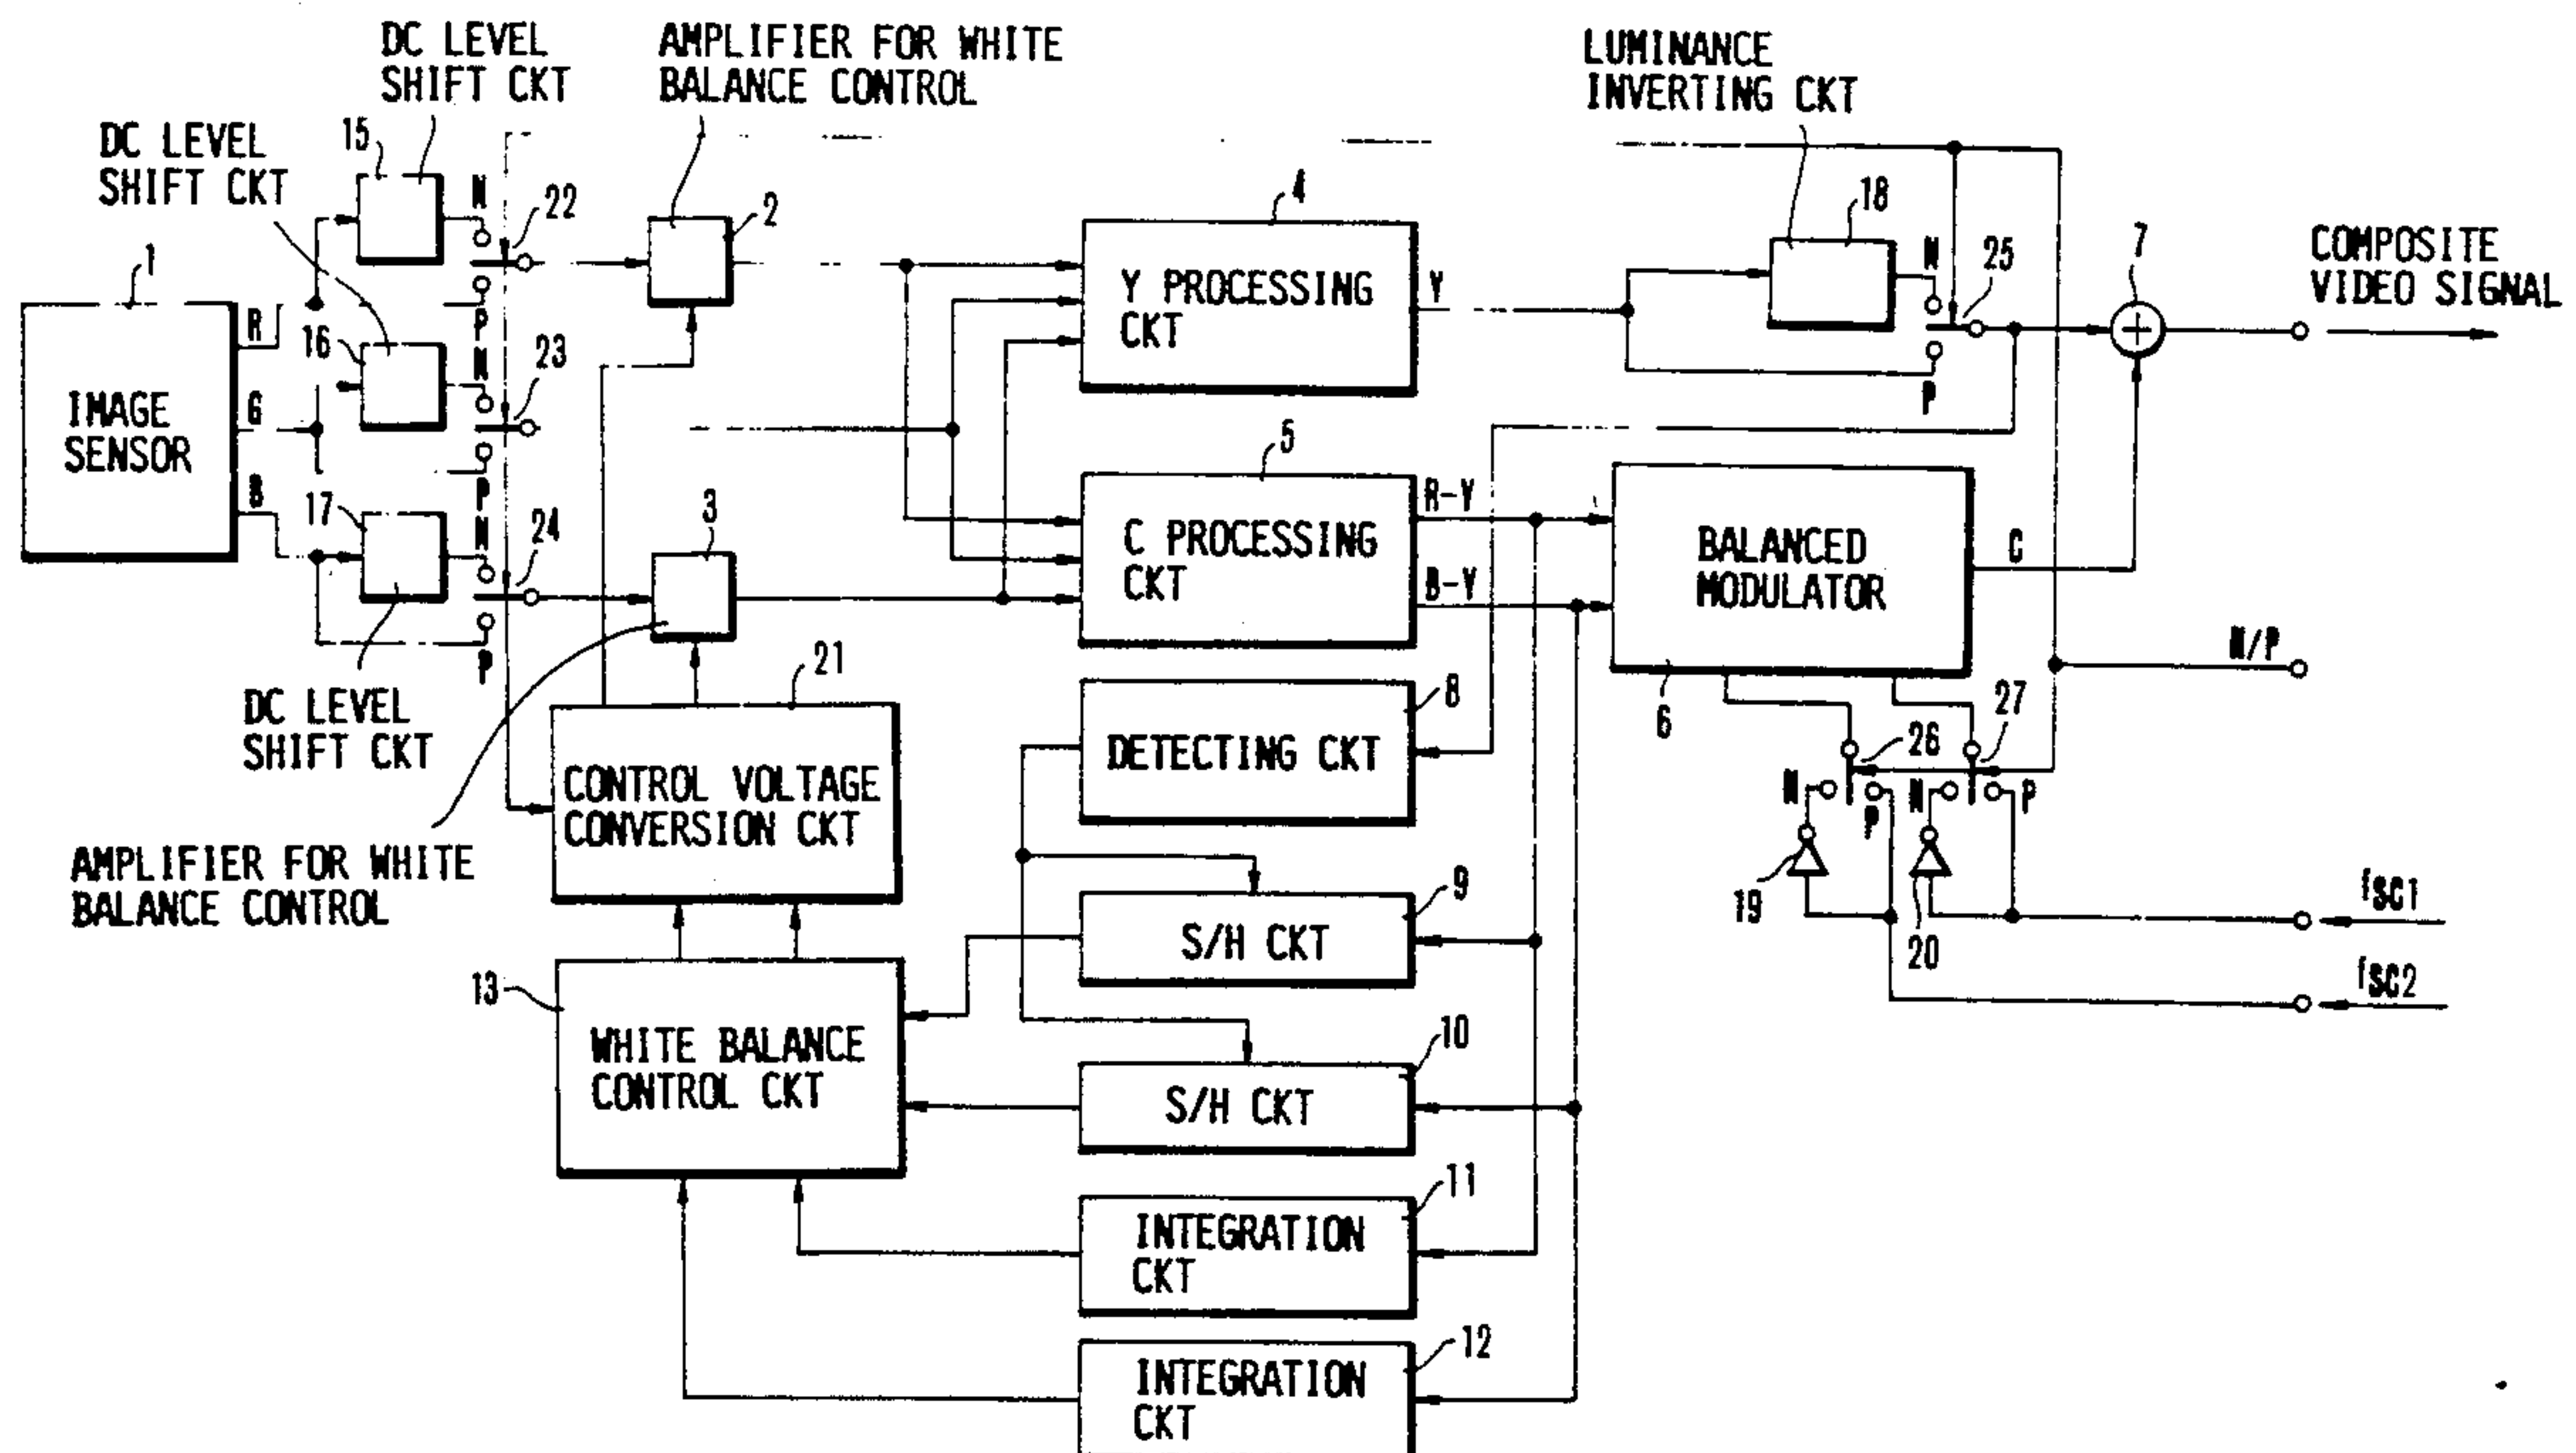 DC LEVEL
SHIFT CKT
AMPLIFIER FOR WHITE
BALANCE CONTROL
LUMINANCE
INVERTING CKT
DC LEVEL
SHIFT CKT
15
N
22
2
4
18
N
25
7
COMPOSITE
VIDEO SIGNAL
1
R
16
P
N
23
Y PROCESSING
CKT
Y
P
IMAGE
SENSOR
G
B
17
P
N
24
3
5
C PROCESSING
CKT
R-Y
B-Y
BALANCED
MODULATOR
C
P
21
N/P
DC LEVEL
SHIFT CKT
8
6
27
26
CONTROL VOLTAGE
CONVERSION CKT
DETECTING CKT
N
P
N
P
AMPLIFIER FOR WHITE
BALANCE CONTROL
9
19
20
fSC1
S/H CKT
13
fSC2
WHITE BALANCE
CONTROL CKT
10
S/H CKT
11
INTEGRATION
CKT
12
INTEGRATION
CKT